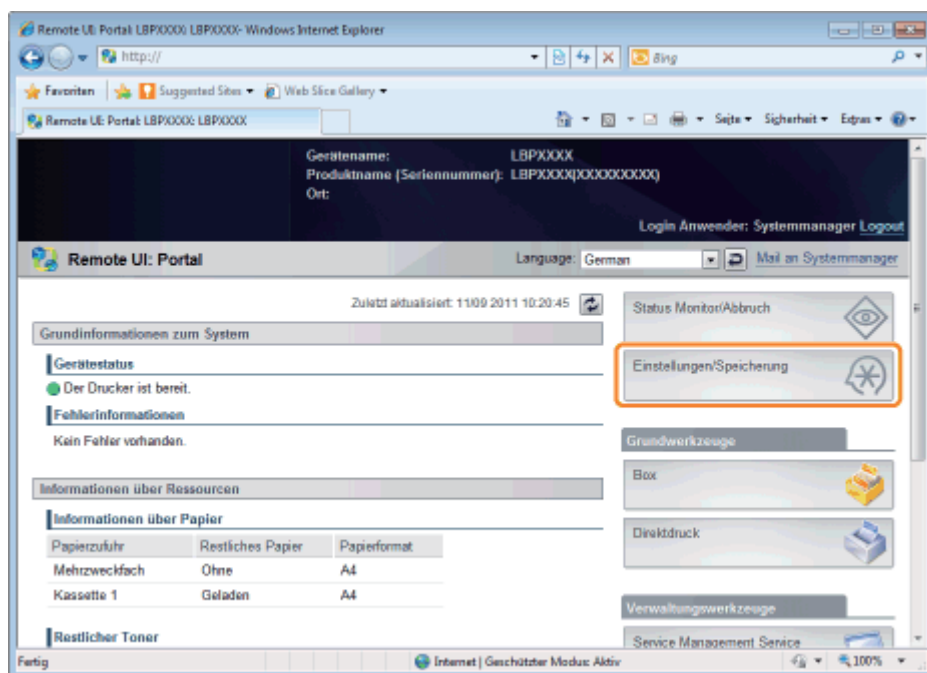 Remote UI: Portal: LBPXXXX: LBPXXXX- Windows Internet Explorer
http://
Bing
Favoriten Suggested Sites Web Slice Gallery
Remote UI: Portal: LBPXXXX: LBPXXXX
Seite Sicherheit Extras
Gerätename: LBPXXXX
Produktname (Seriennummer): LBPXXXX(XXXXXXXXX)
Ort:
Login Anwender: Systemmanager Logout
Remote UI: Portal
Language: German
Mail an Systemmanager
Zuletzt aktualisiert: 11/09 2011 10:20:45
Grundinformationen zum System
Gerätestatus
Der Drucker ist bereit.
Fehlerinformationen
Kein Fehler vorhanden.
Informationen über Ressourcen
Informationen über Papier
Papierzufuhr Restliches Papier Papierformat
Mehrzweckfach Ohne A4
Kassette 1 Geladen A4
Restlicher Toner
Status Monitor/Abbruch
Einstellungen/Speicherung
Grundwerkzeuge
Box
Direktdruck
Verwaltungswerkzeuge
Service Management Service
Fertig
Internet | Geschützter Modus: Aktiv
100%